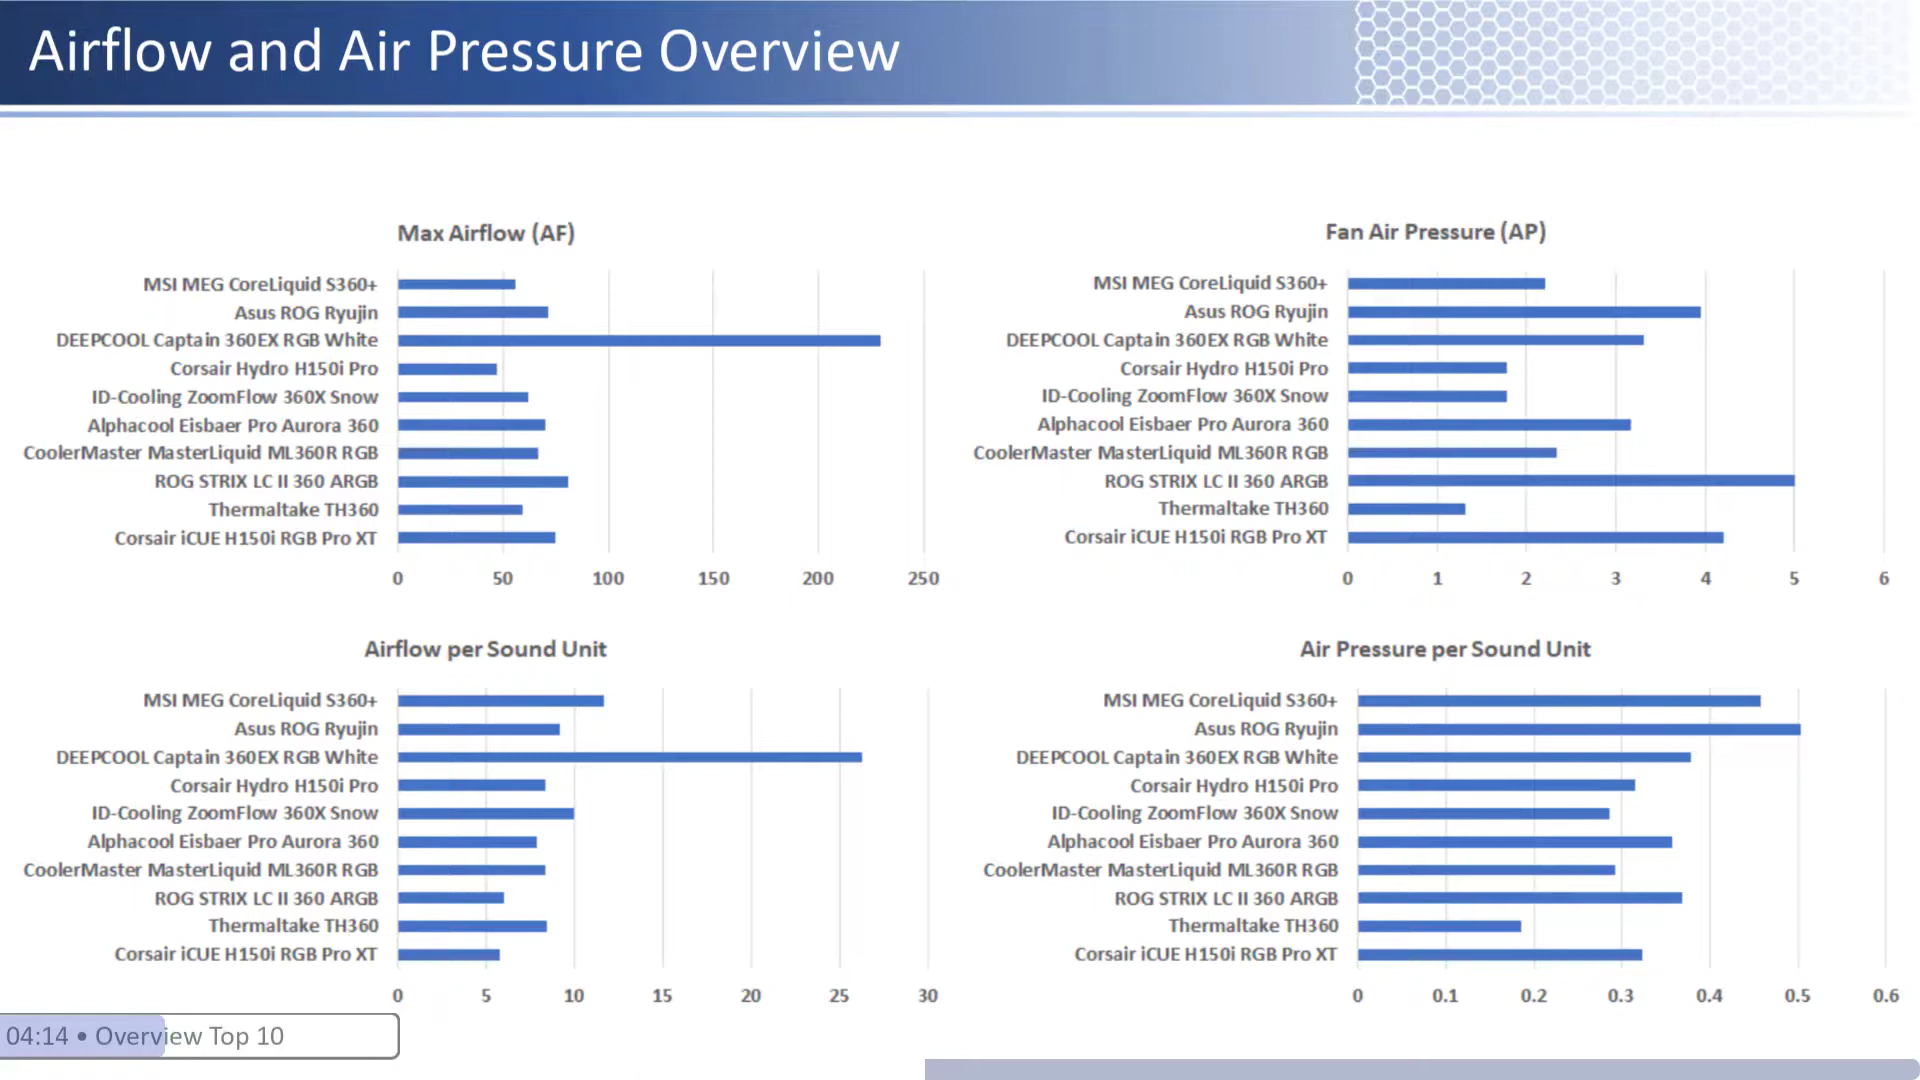 Airflow and Air Pressure Overview
Max Airflow (AF)
MSI MEG CoreLiquid S360+
Asus ROG Ryujin
DEEPCOOL Captain 360EX RGB White
Corsair Hydro H150i Pro
ID-Cooling ZoomFlow 360X Snow
Alphacool Eisbaer Pro Aurora 360
CoolerMaster MasterLiquid ML360R RGB
ROG STRIX LC II 360 ARGB
Thermaltake TH360
Corsair iCUE H150i RGB Pro XT
0 50 100 150 200 250
Fan Air Pressure (AP)
MSI MEG CoreLiquid S360+
Asus ROG Ryujin
DEEPCOOL Captain 360EX RGB White
Corsair Hydro H150i Pro
ID-Cooling ZoomFlow 360X Snow
Alphacool Eisbaer Pro Aurora 360
CoolerMaster MasterLiquid ML360R RGB
ROG STRIX LC II 360 ARGB
Thermaltake TH360
Corsair iCUE H150i RGB Pro XT
0 1 2 3 4 5 6
Airflow per Sound Unit
MSI MEG CoreLiquid S360+
Asus ROG Ryujin
DEEPCOOL Captain 360EX RGB White
Corsair Hydro H150i Pro
ID-Cooling ZoomFlow 360X Snow
Alphacool Eisbaer Pro Aurora 360
CoolerMaster MasterLiquid ML360R RGB
ROG STRIX LC II 360 ARGB
Thermaltake TH360
Corsair iCUE H150i RGB Pro XT
0 5 10 15 20 25 30
Air Pressure per Sound Unit
MSI MEG CoreLiquid S360+
Asus ROG Ryujin
DEEPCOOL Captain 360EX RGB White
Corsair Hydro H150i Pro
ID-Cooling ZoomFlow 360X Snow
Alphacool Eisbaer Pro Aurora 360
CoolerMaster MasterLiquid ML360R RGB
ROG STRIX LC II 360 ARGB
Thermaltake TH360
Corsair iCUE H150i RGB Pro XT
0 0.1 0.2 0.3 0.4 0.5 0.6
04:14 • Overview Top 10